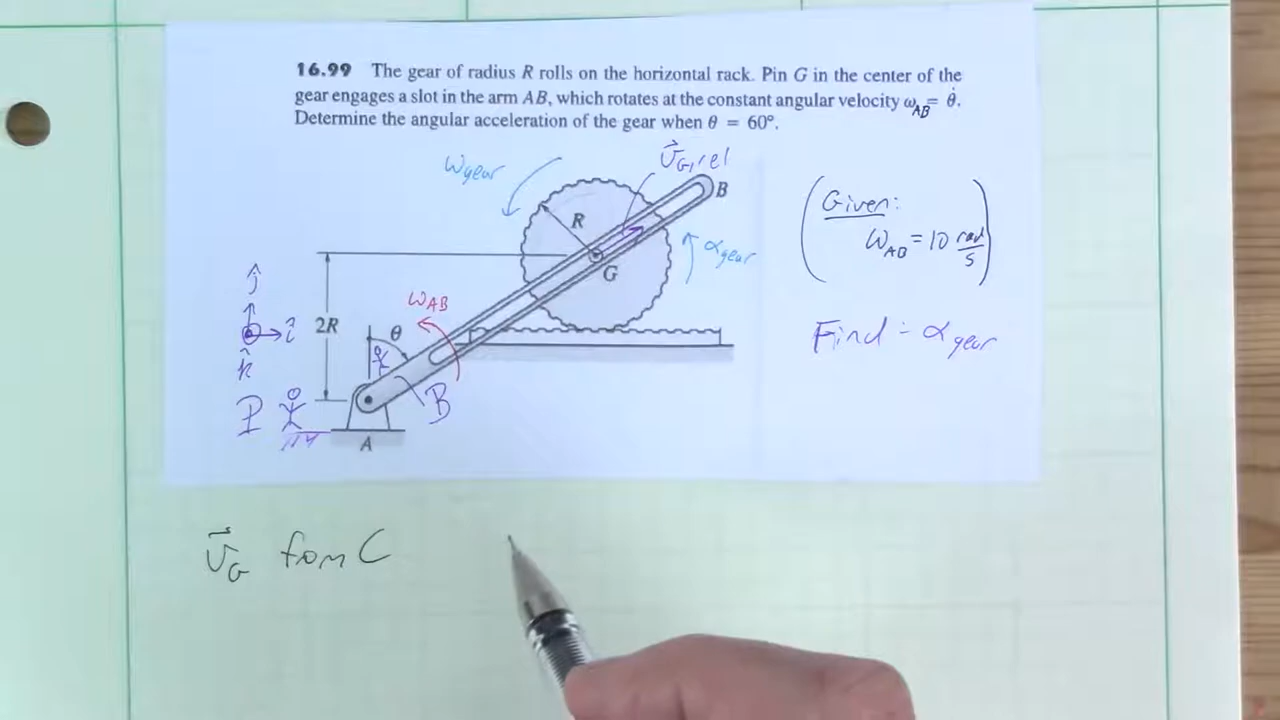 16.99 The gear of radius R rolls on the horizontal rack. Pin G in the center of the
gear engages a slot in the arm AB, which rotates at the constant angular velocity ω_AB = θ̇.
Determine the angular acceleration of the gear when θ = 60°.
ω_gear
v⃗_G,rel
B
R
α_gear
G
ĵ
î
k̂
2R
ω_AB
θ
B
P
A
(Given:
ω_AB = 10 rad/s)
Find: α_gear
v⃗_G from C